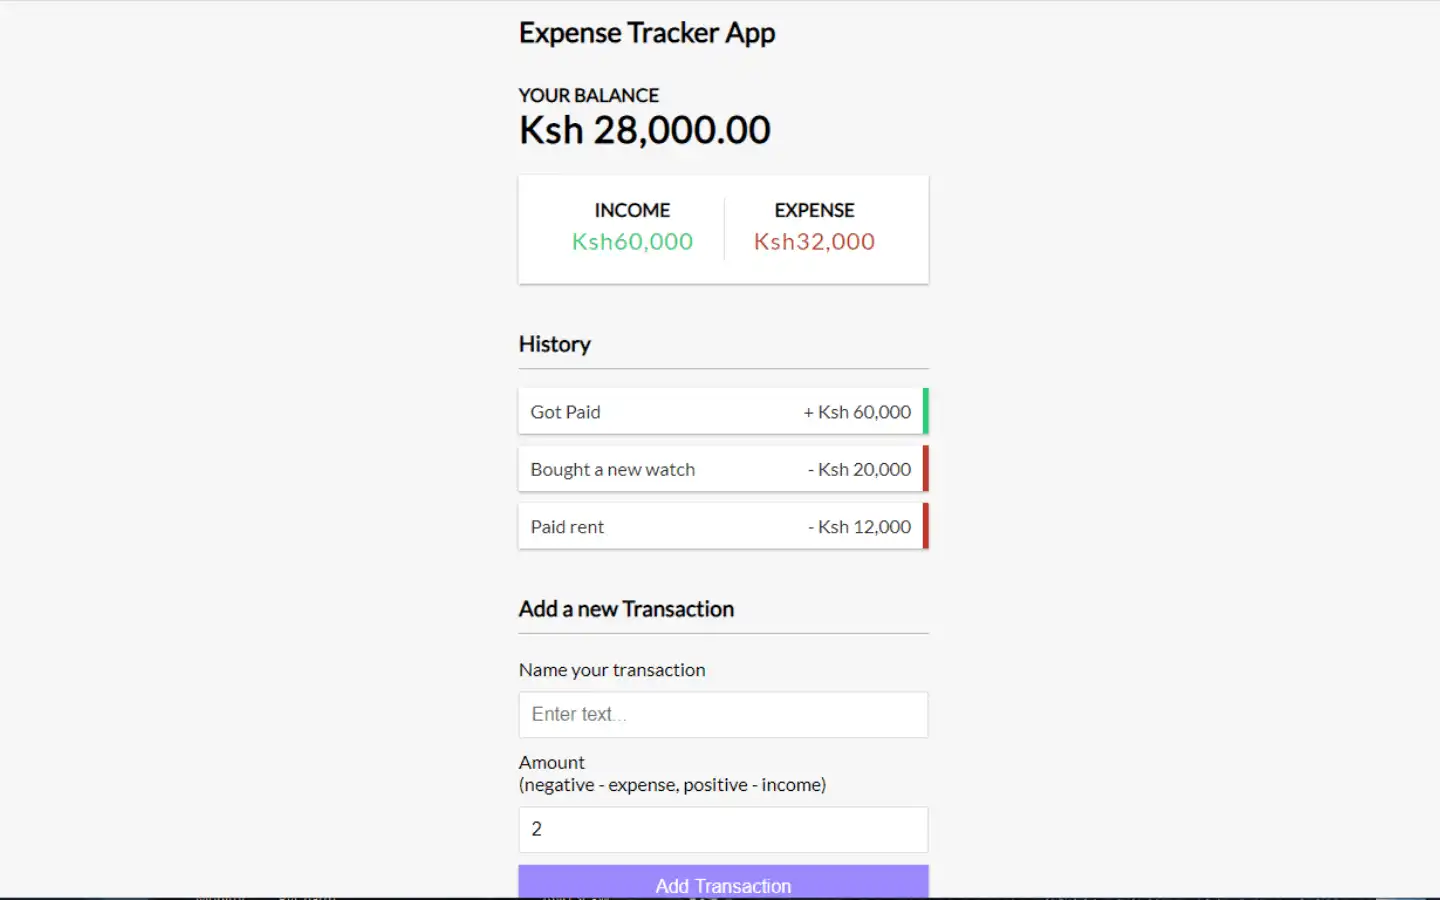 Expense Tracker App
YOUR BALANCE
Ksh 28,000.00
INCOME EXPENSE
Ksh60,000 Ksh32,000
History
Got Paid + Ksh 60,000
Bought a new watch - Ksh 20,000
Paid rent - Ksh 12,000
Add a new Transaction
Name your transaction
Enter text...
Amount
(negative - expense, positive - income)
2
Add Transaction